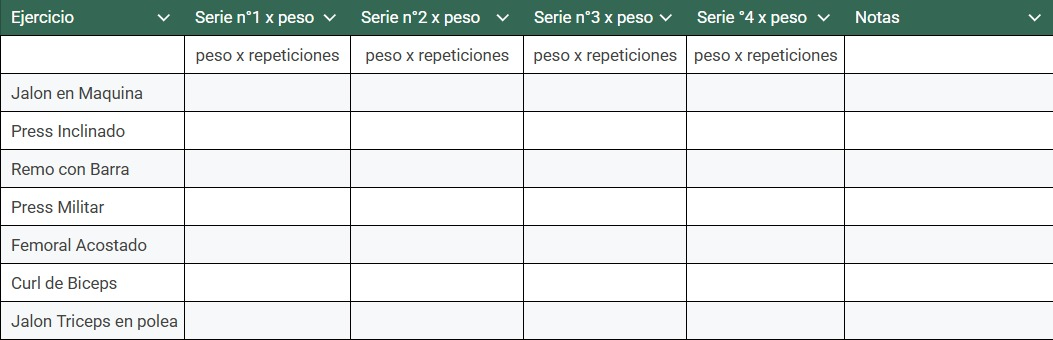 Ejercicio Serie n°1 x peso Serie n°2 x peso Serie n°3 x peso Serie °4 x peso Notas
peso x repeticiones peso x repeticiones peso x repeticiones peso x repeticiones
Jalon en Maquina
Press Inclinado
Remo con Barra
Press Militar
Femoral Acostado
Curl de Biceps
Jalon Triceps en polea